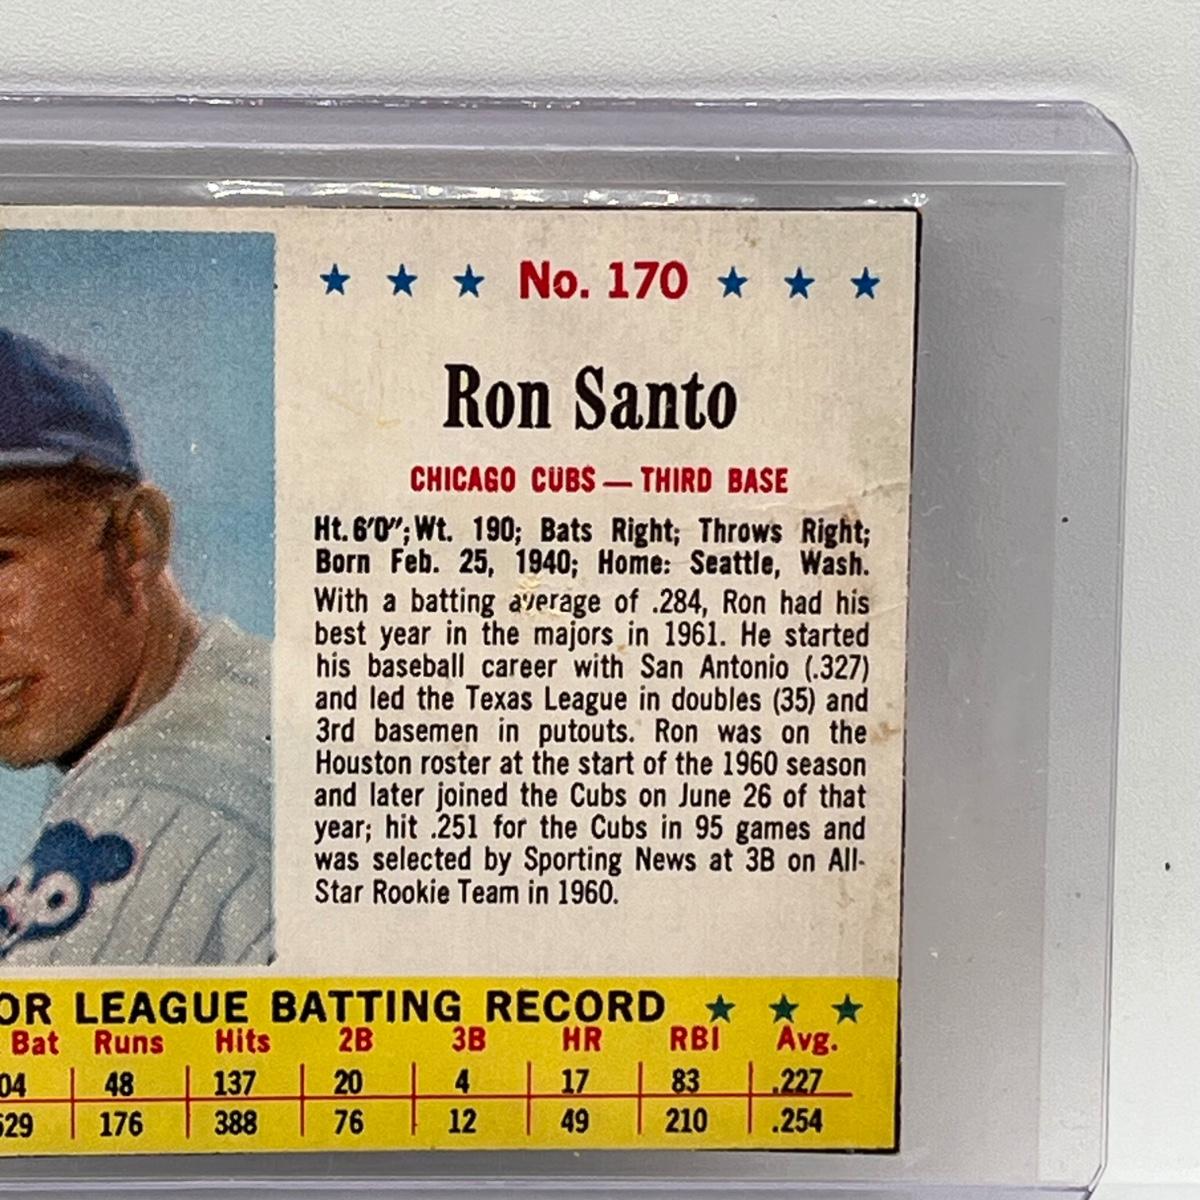 ★ ★ ★ No. 170 ★ ★ ★
Ron Santo
CHICAGO CUBS — THIRD BASE
Ht. 6'0"; Wt. 190; Bats Right; Throws Right;
Born Feb. 25, 1940; Home: Seattle, Wash.
With a batting average of .284, Ron had his
best year in the majors in 1961. He started
his baseball career with San Antonio (.327)
and led the Texas League in doubles (35) and
3rd basemen in putouts. Ron was on the
Houston roster at the start of the 1960 season
and later joined the Cubs on June 26 of that
year; hit .251 for the Cubs in 95 games and
was selected by Sporting News at 3B on All-
Star Rookie Team in 1960.
OR LEAGUE BATTING RECORD ★ ★ ★
Bat Runs Hits 2B 3B HR RBI Avg.
04 48 137 20 4 17 83 .227
529 176 388 76 12 49 210 .254